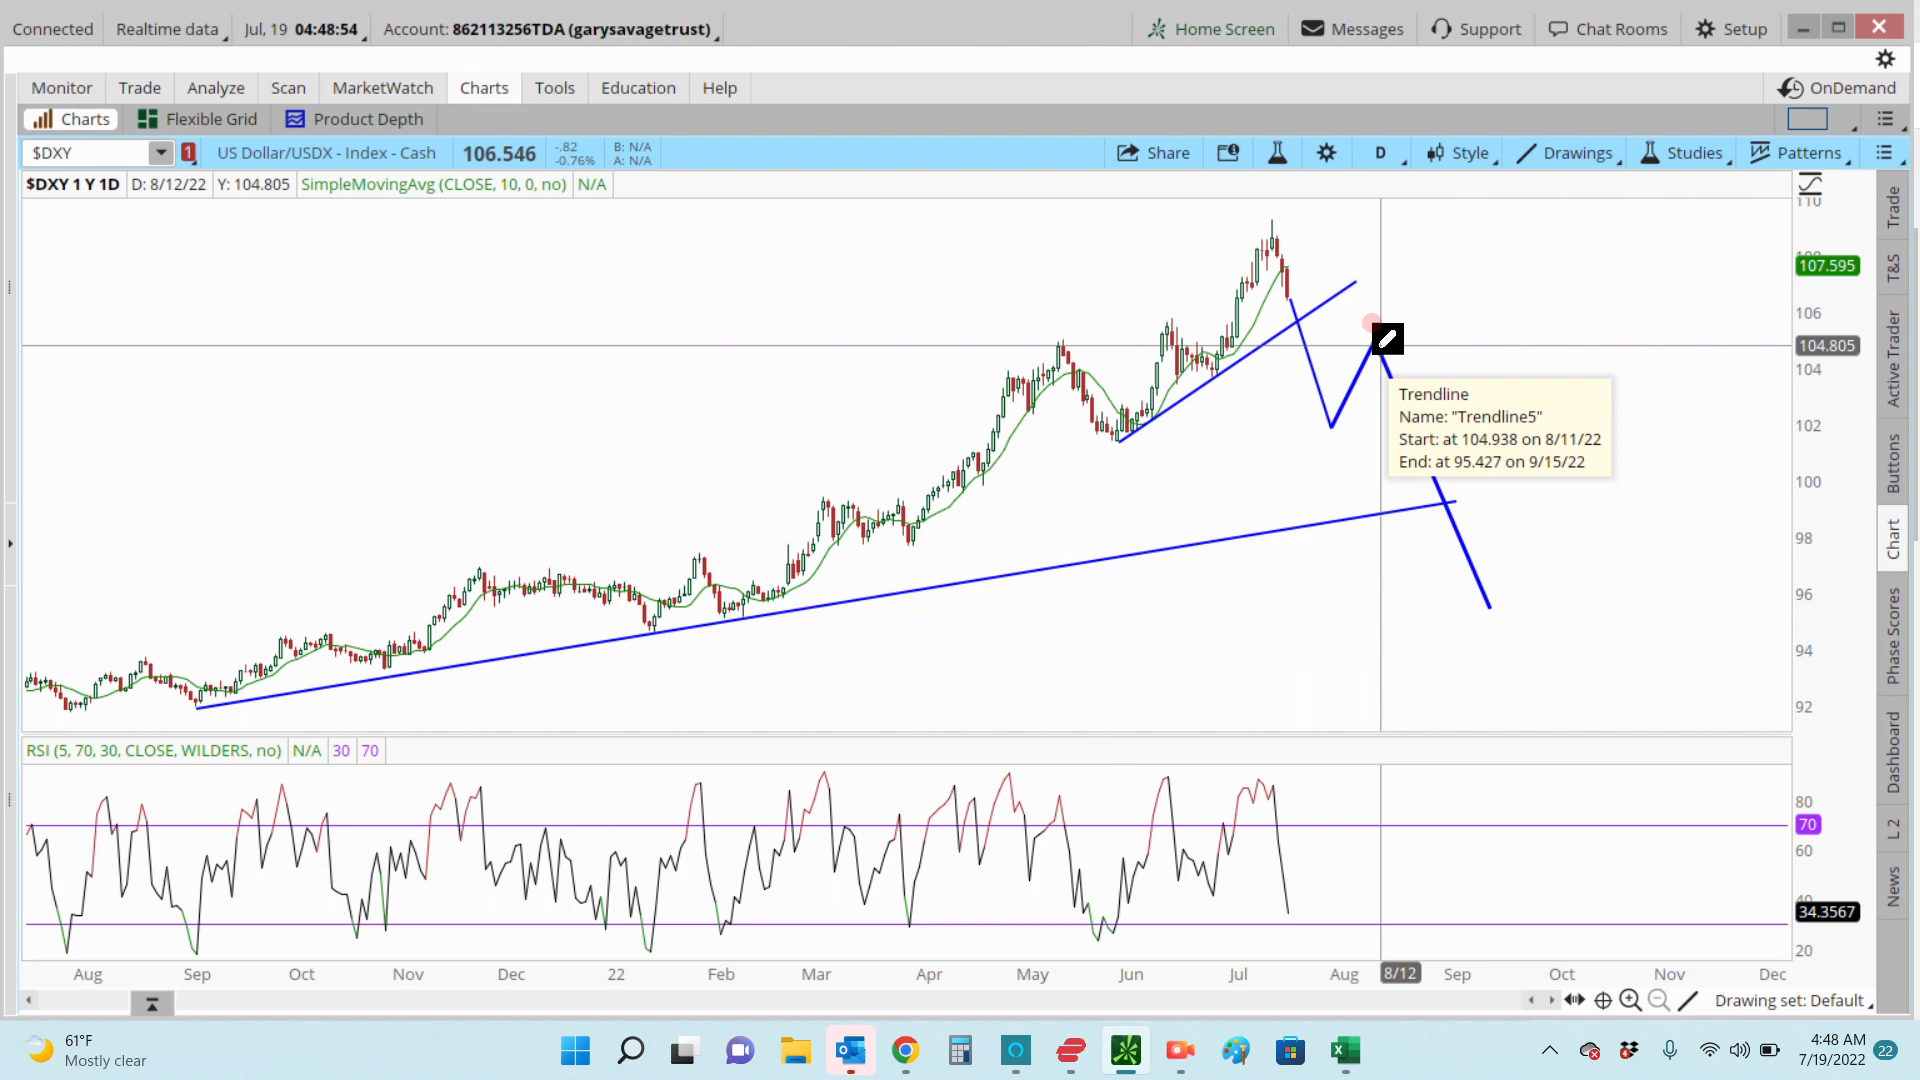 Connected Realtime data Jul, 19 04:48:54 Account: 862113256TDA (garysavagetrust) Home Screen Messages Support Chat Rooms Setup
Monitor Trade Analyze Scan MarketWatch Charts Tools Education Help OnDemand
Charts Flexible Grid Product Depth
$DXY 1 US Dollar/USDX - Index - Cash 106.546 -.82 B: N/A Share D Style Drawings Studies Patterns
-0.76% A: N/A
$DXY 1 Y 1D D: 8/12/22 Y: 104.805 SimpleMovingAvg (CLOSE, 10, 0, no) N/A
110
107.595
106
104.805
104
102
100
98
96
94
92
Trendline
Name: "Trendline5"
Start: at 104.938 on 8/11/22
End: at 95.427 on 9/15/22
Trade
T&S
Active Trader
Buttons
Chart
Phase Scores
Dashboard
L 2
News
RSI (5, 70, 30, CLOSE, WILDERS, no) N/A 30 70
80
70
60
34.3567
20
Aug Sep Oct Nov Dec 22 Feb Mar Apr May Jun Jul Aug 8/12 Sep Oct Nov Dec
Drawing set: Default
61°F
Mostly clear
4:48 AM
7/19/2022
22